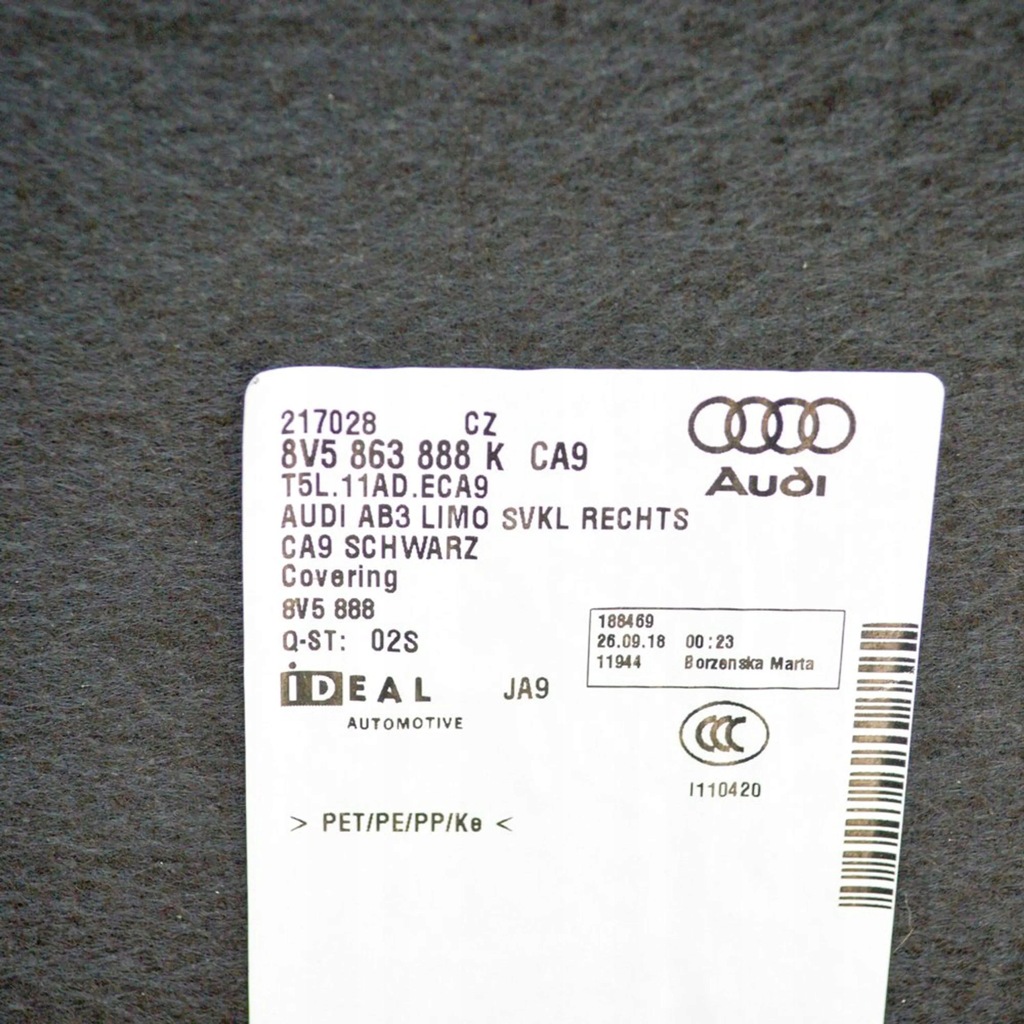 217028 CZ
8V5 863 888 K CA9
T5L.11AD.ECA9
AUDI AB3 LIMO SVKL RECHTS
CA9 SCHWARZ
Covering
8V5 888
Q-ST: 02S
Audi
188469
26.09.18 00:23
11944 Borzenska Marta
iDEAL
AUTOMOTIVE
JA9
CCC
I110420
> PET/PE/PP/Ke <